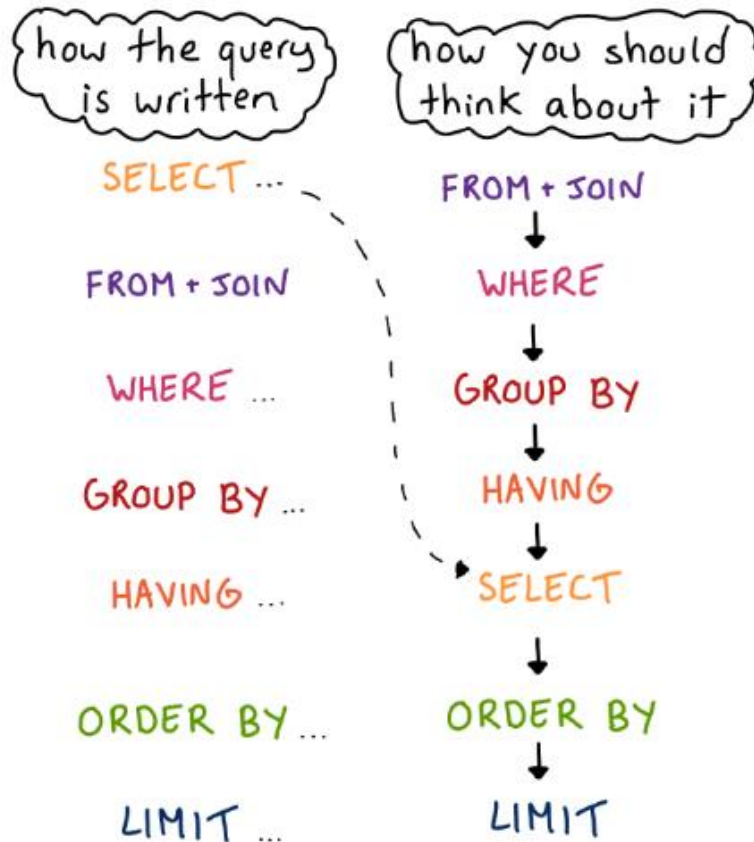 how the query
is written
SELECT ...
FROM + JOIN
WHERE ...
GROUP BY ...
HAVING ...
ORDER BY ...
LIMIT ...
how you should
think about it
FROM + JOIN
WHERE
GROUP BY
HAVING
SELECT
ORDER BY
LIMIT